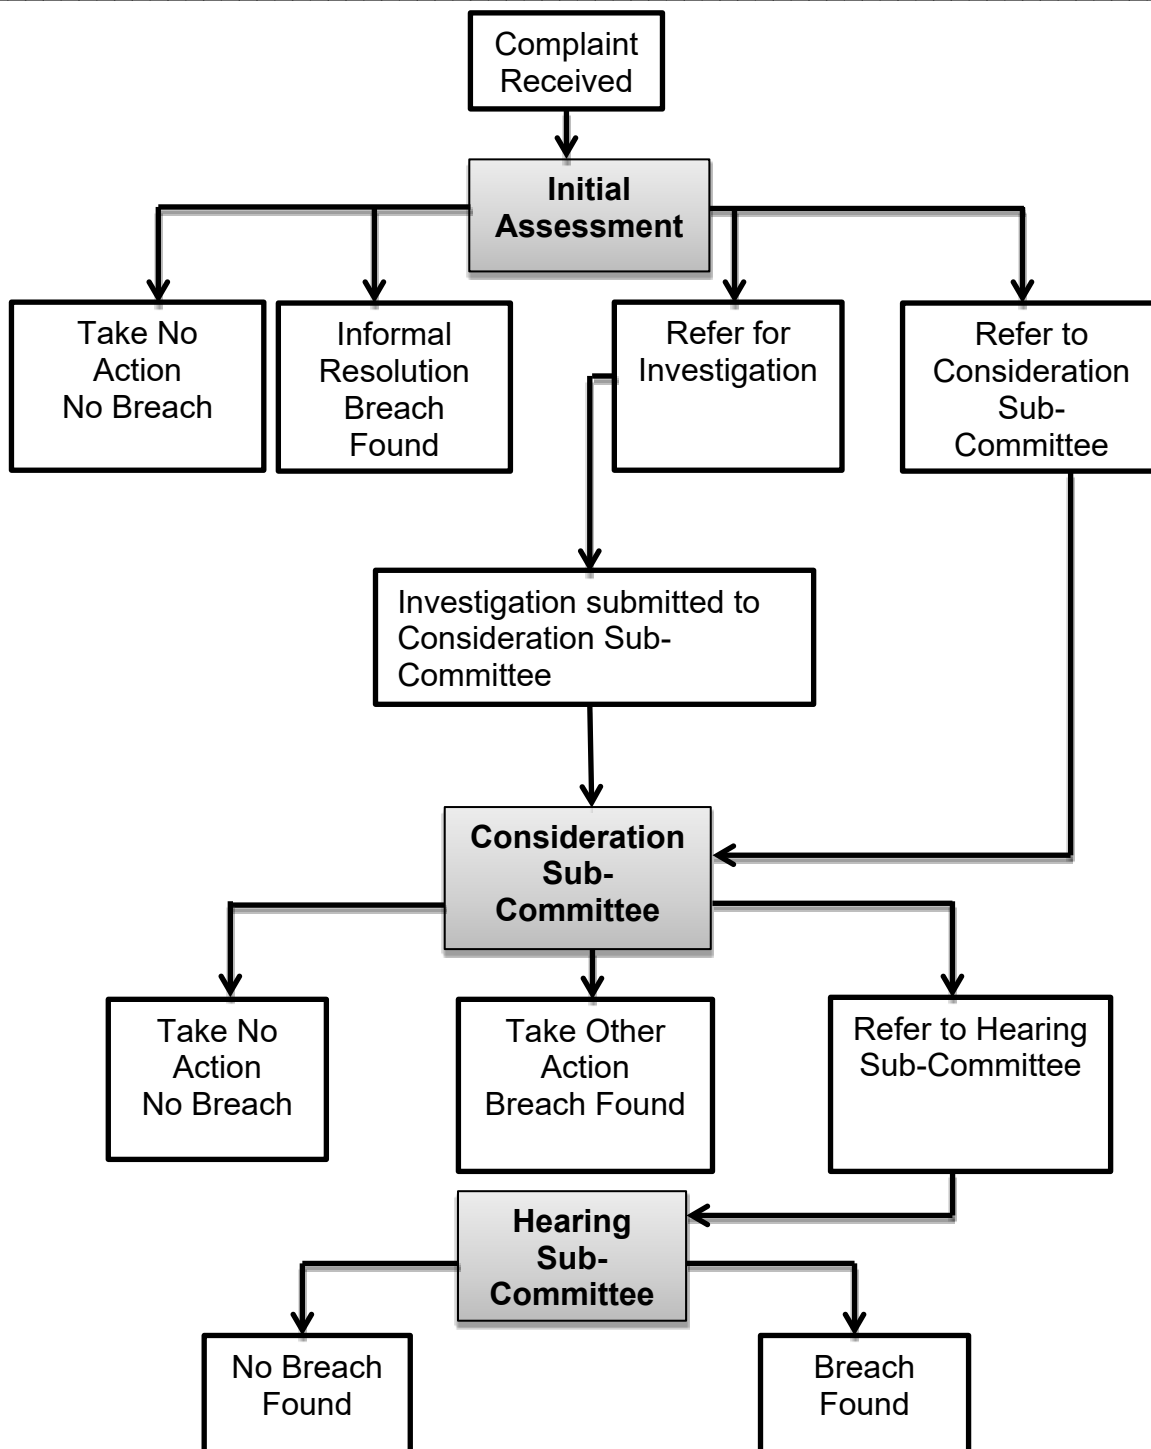 Complaint
Received
Initial
Assessment
Take No
Action
No Breach
Informal
Resolution
Breach
Found
Refer for
Investigation
Refer to
Consideration
Sub-
Committee
Investigation submitted to
Consideration Sub-
Committee
Consideration
Sub-
Committee
Take No
Action
No Breach
Take Other
Action
Breach Found
Refer to Hearing
Sub-Committee
Hearing
Sub-
Committee
No Breach
Found
Breach
Found